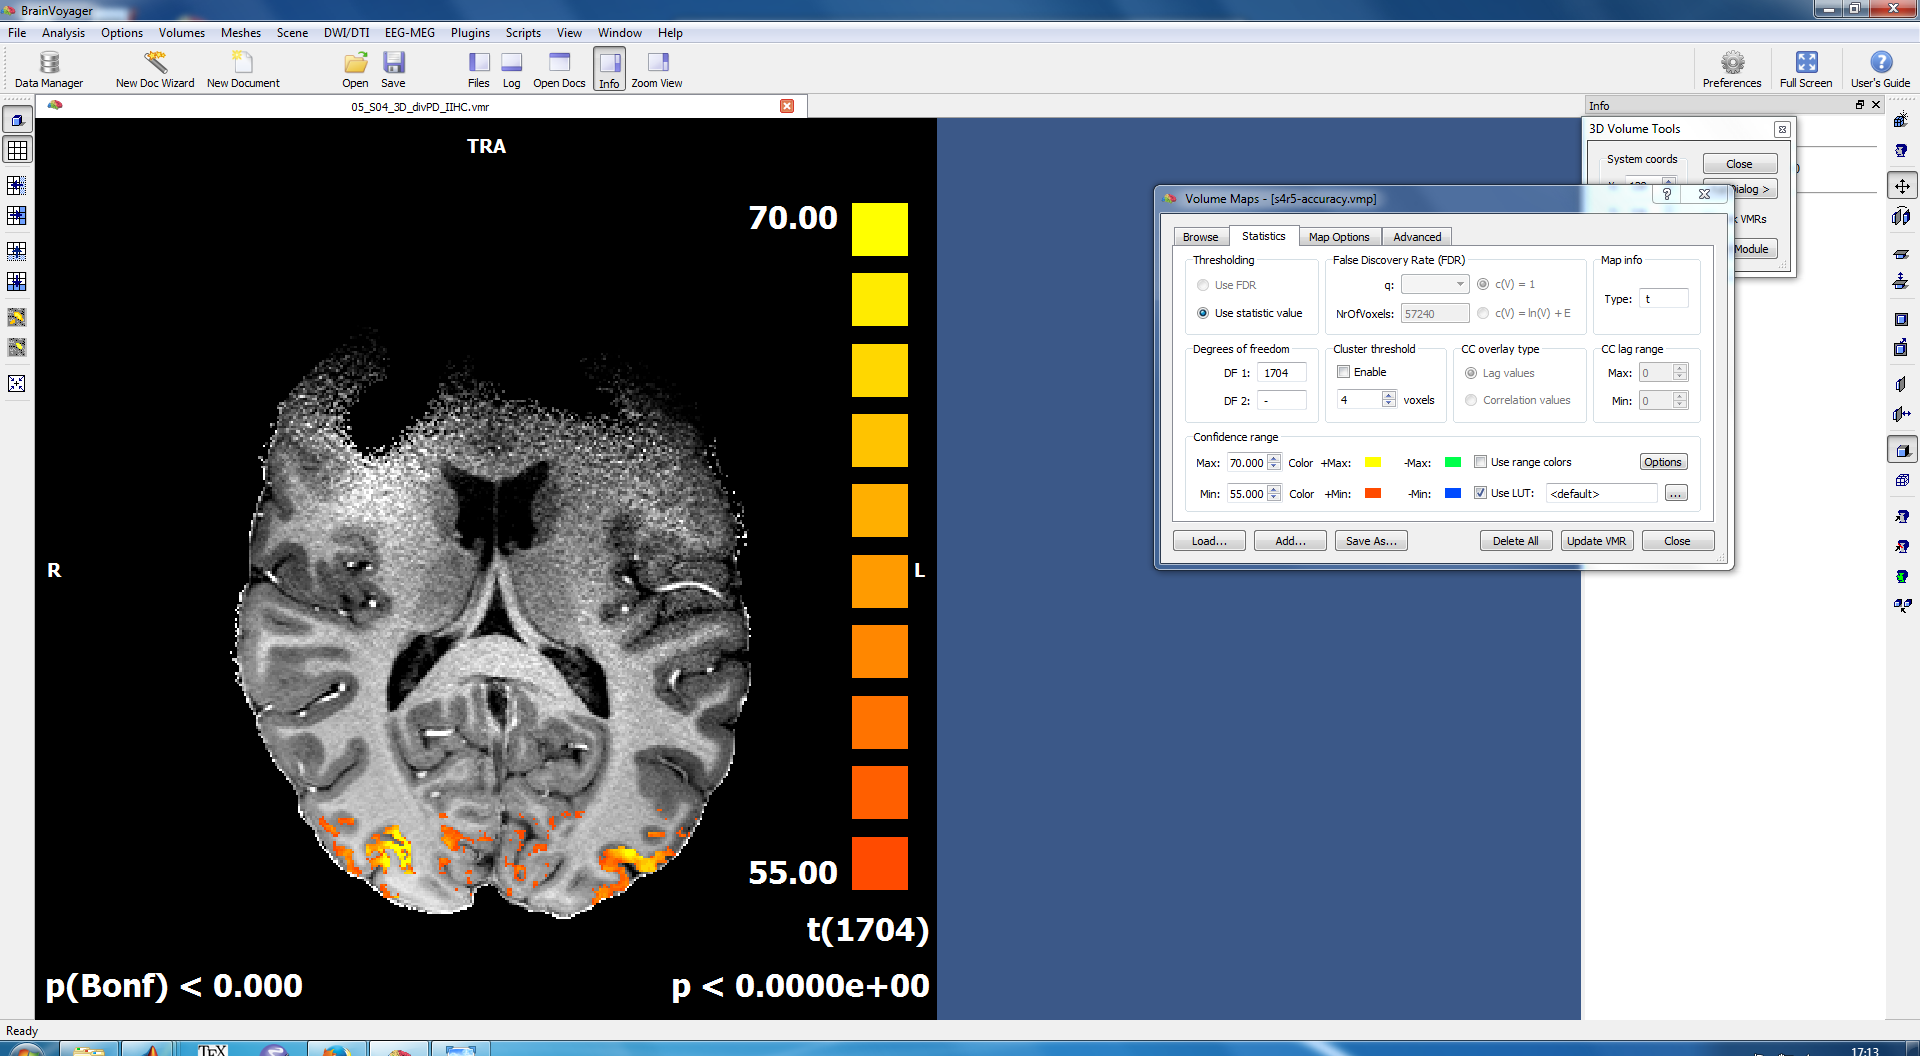 BrainVoyager
File Analysis Options Volumes Meshes Scene DWI/DTI EEG-MEG Plugins Scripts View Window Help
Data Manager New Doc Wizard New Document Open Save Files Log Open Docs Info Zoom View Preferences Full Screen User's Guide
05_S04_3D_divPD_IIHC.vmr
Info
3D Volume Tools
System coords
Close
Dialog >
VMRs
Module
TRA
70.00
R
L
55.00
t(1704)
p(Bonf) < 0.000
p < 0.0000e+00
Volume Maps - [s4r5-accuracy.vmp]
Browse Statistics Map Options Advanced
Thresholding
Use FDR
Use statistic value
False Discovery Rate (FDR)
q:
c(V) = 1
NrOfVoxels: 57240
c(V) = ln(V) + E
Map info
Type: t
Degrees of freedom
DF 1: 1704
DF 2: -
Cluster threshold
Enable
4 voxels
CC overlay type
Lag values
Correlation values
CC lag range
Max: 0
Min: 0
Confidence range
Max: 70.000 Color +Max: -Max: Use range colors Options
Min: 55.000 Color +Min: -Min: Use LUT: <default> ...
Load... Add... Save As... Delete All Update VMR Close
Ready
TEX
17:13